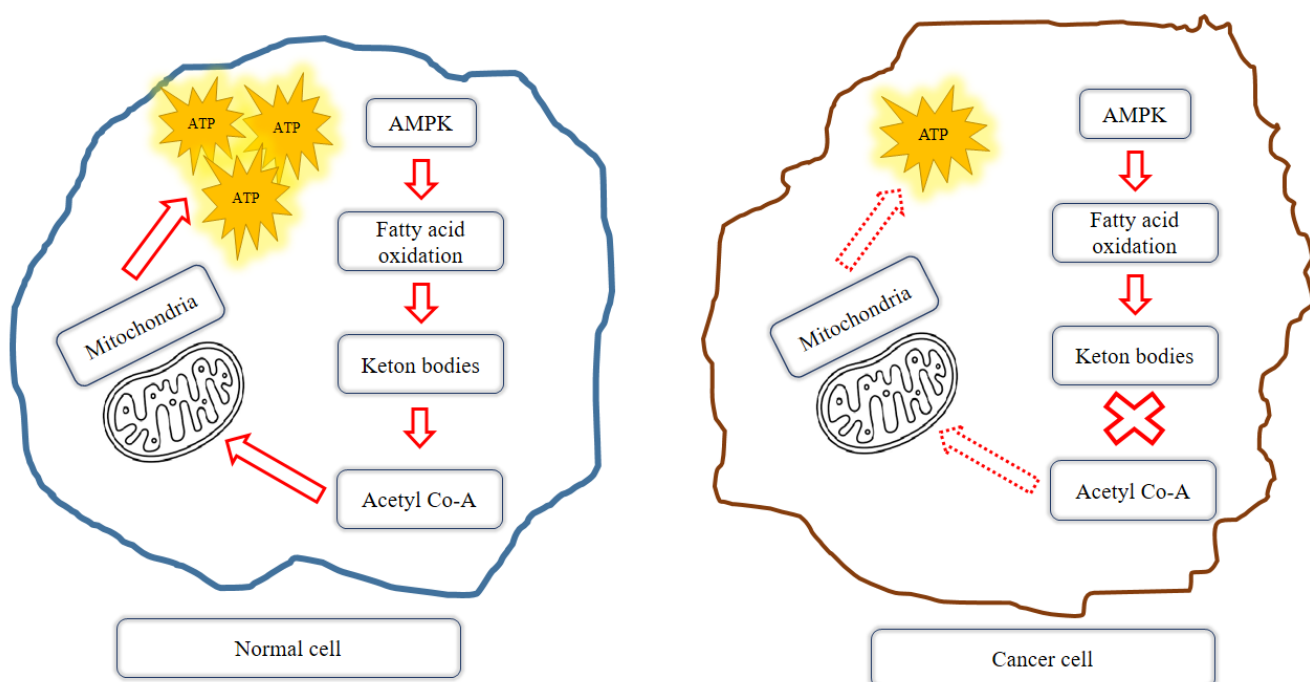 ATP
ATP
ATP
AMPK
Fatty acid
oxidation
Keton bodies
Acetyl Co-A
Mitochondria
Normal cell
ATP
AMPK
Fatty acid
oxidation
Keton bodies
Acetyl Co-A
Mitochondria
Cancer cell